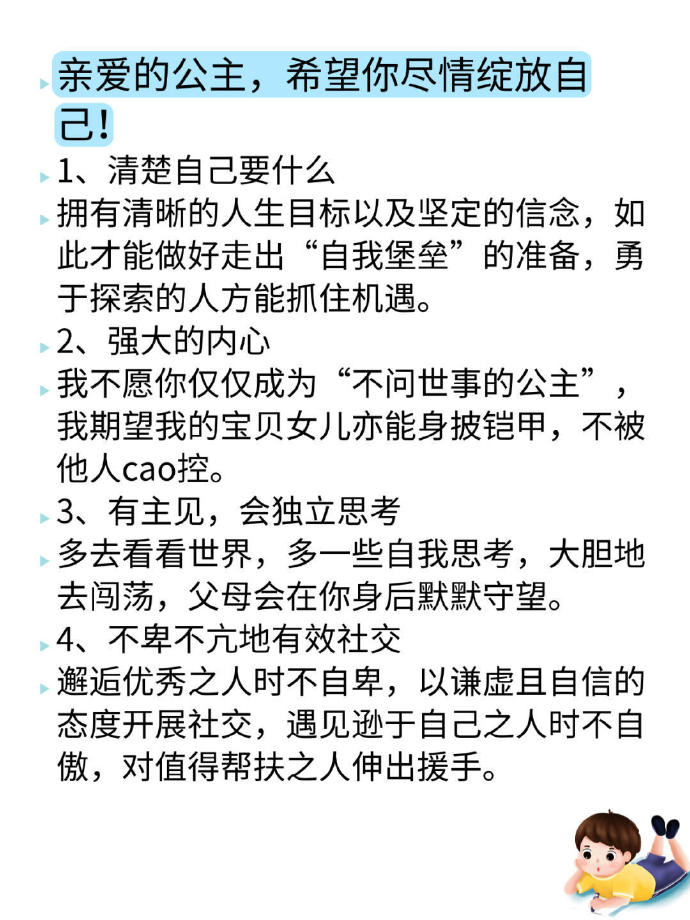 亲爱的公主，希望你尽情绽放自
己！
1、清楚自己要什么
拥有清晰的人生目标以及坚定的信念，如
此才能做好走出“自我堡垒”的准备，勇
于探索的人方能抓住机遇。
2、强大的内心
我不愿你仅仅成为“不问世事的公主”，
我期望我的宝贝女儿亦能身披铠甲，不被
他人cao控。
3、有主见，会独立思考
多去看看世界，多一些自我思考，大胆地
去闯荡，父母会在你身后默默守望。
4、不卑不亢地有效社交
邂逅优秀之人时不自卑，以谦虚且自信的
态度开展社交，遇见逊于自己之人时不自
傲，对值得帮扶之人伸出援手。